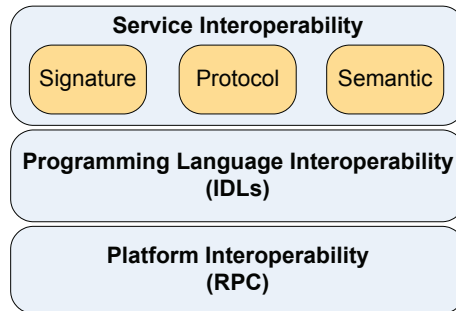 Service Interoperability
Signature Protocol Semantic
Programming Language Interoperability
(IDLs)
Platform Interoperability
(RPC)